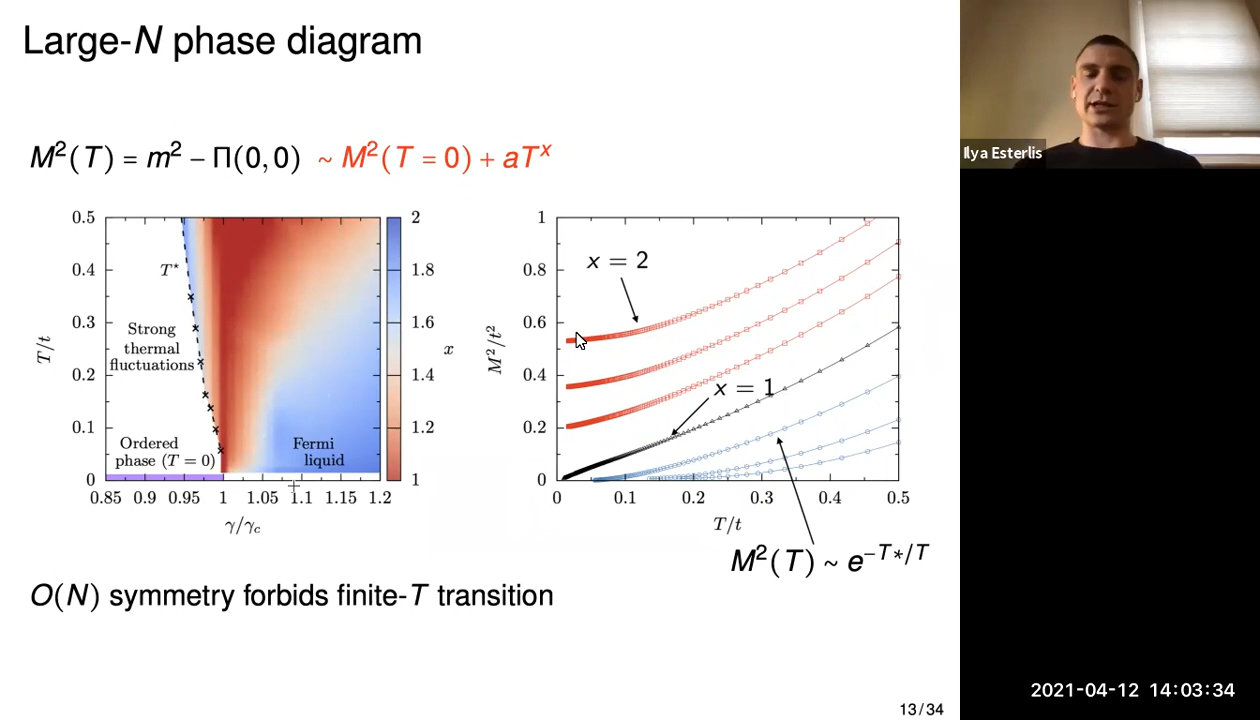 Large-N phase diagram
M²(T) = m² − Π(0,0) ~ M²(T = 0) + aTˣ
T/t
0.5
0.4
0.3
0.2
0.1
0
T*
Strong
thermal
fluctuations
Ordered
phase (T = 0)
Fermi
liquid
0.85 0.9 0.95 1 1.05 1.1 1.15 1.2
γ/γc
2
1.8
1.6
1.4
1.2
1
x
M²/t²
1
0.8
0.6
0.4
0.2
0
x = 2
x = 1
0 0.1 0.2 0.3 0.4 0.5
T/t
M²(T) ~ e^−T*/T
O(N) symmetry forbids finite-T transition
13/34
Ilya Esterlis
2021-04-12 14:03:34